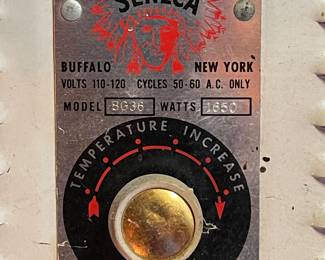 SENECA
BUFFALO NEW YORK
VOLTS 110-120 CYCLES 50-60 A.C. ONLY
MODEL BG36 WATTS 1650
TEMPERATURE INCREASE